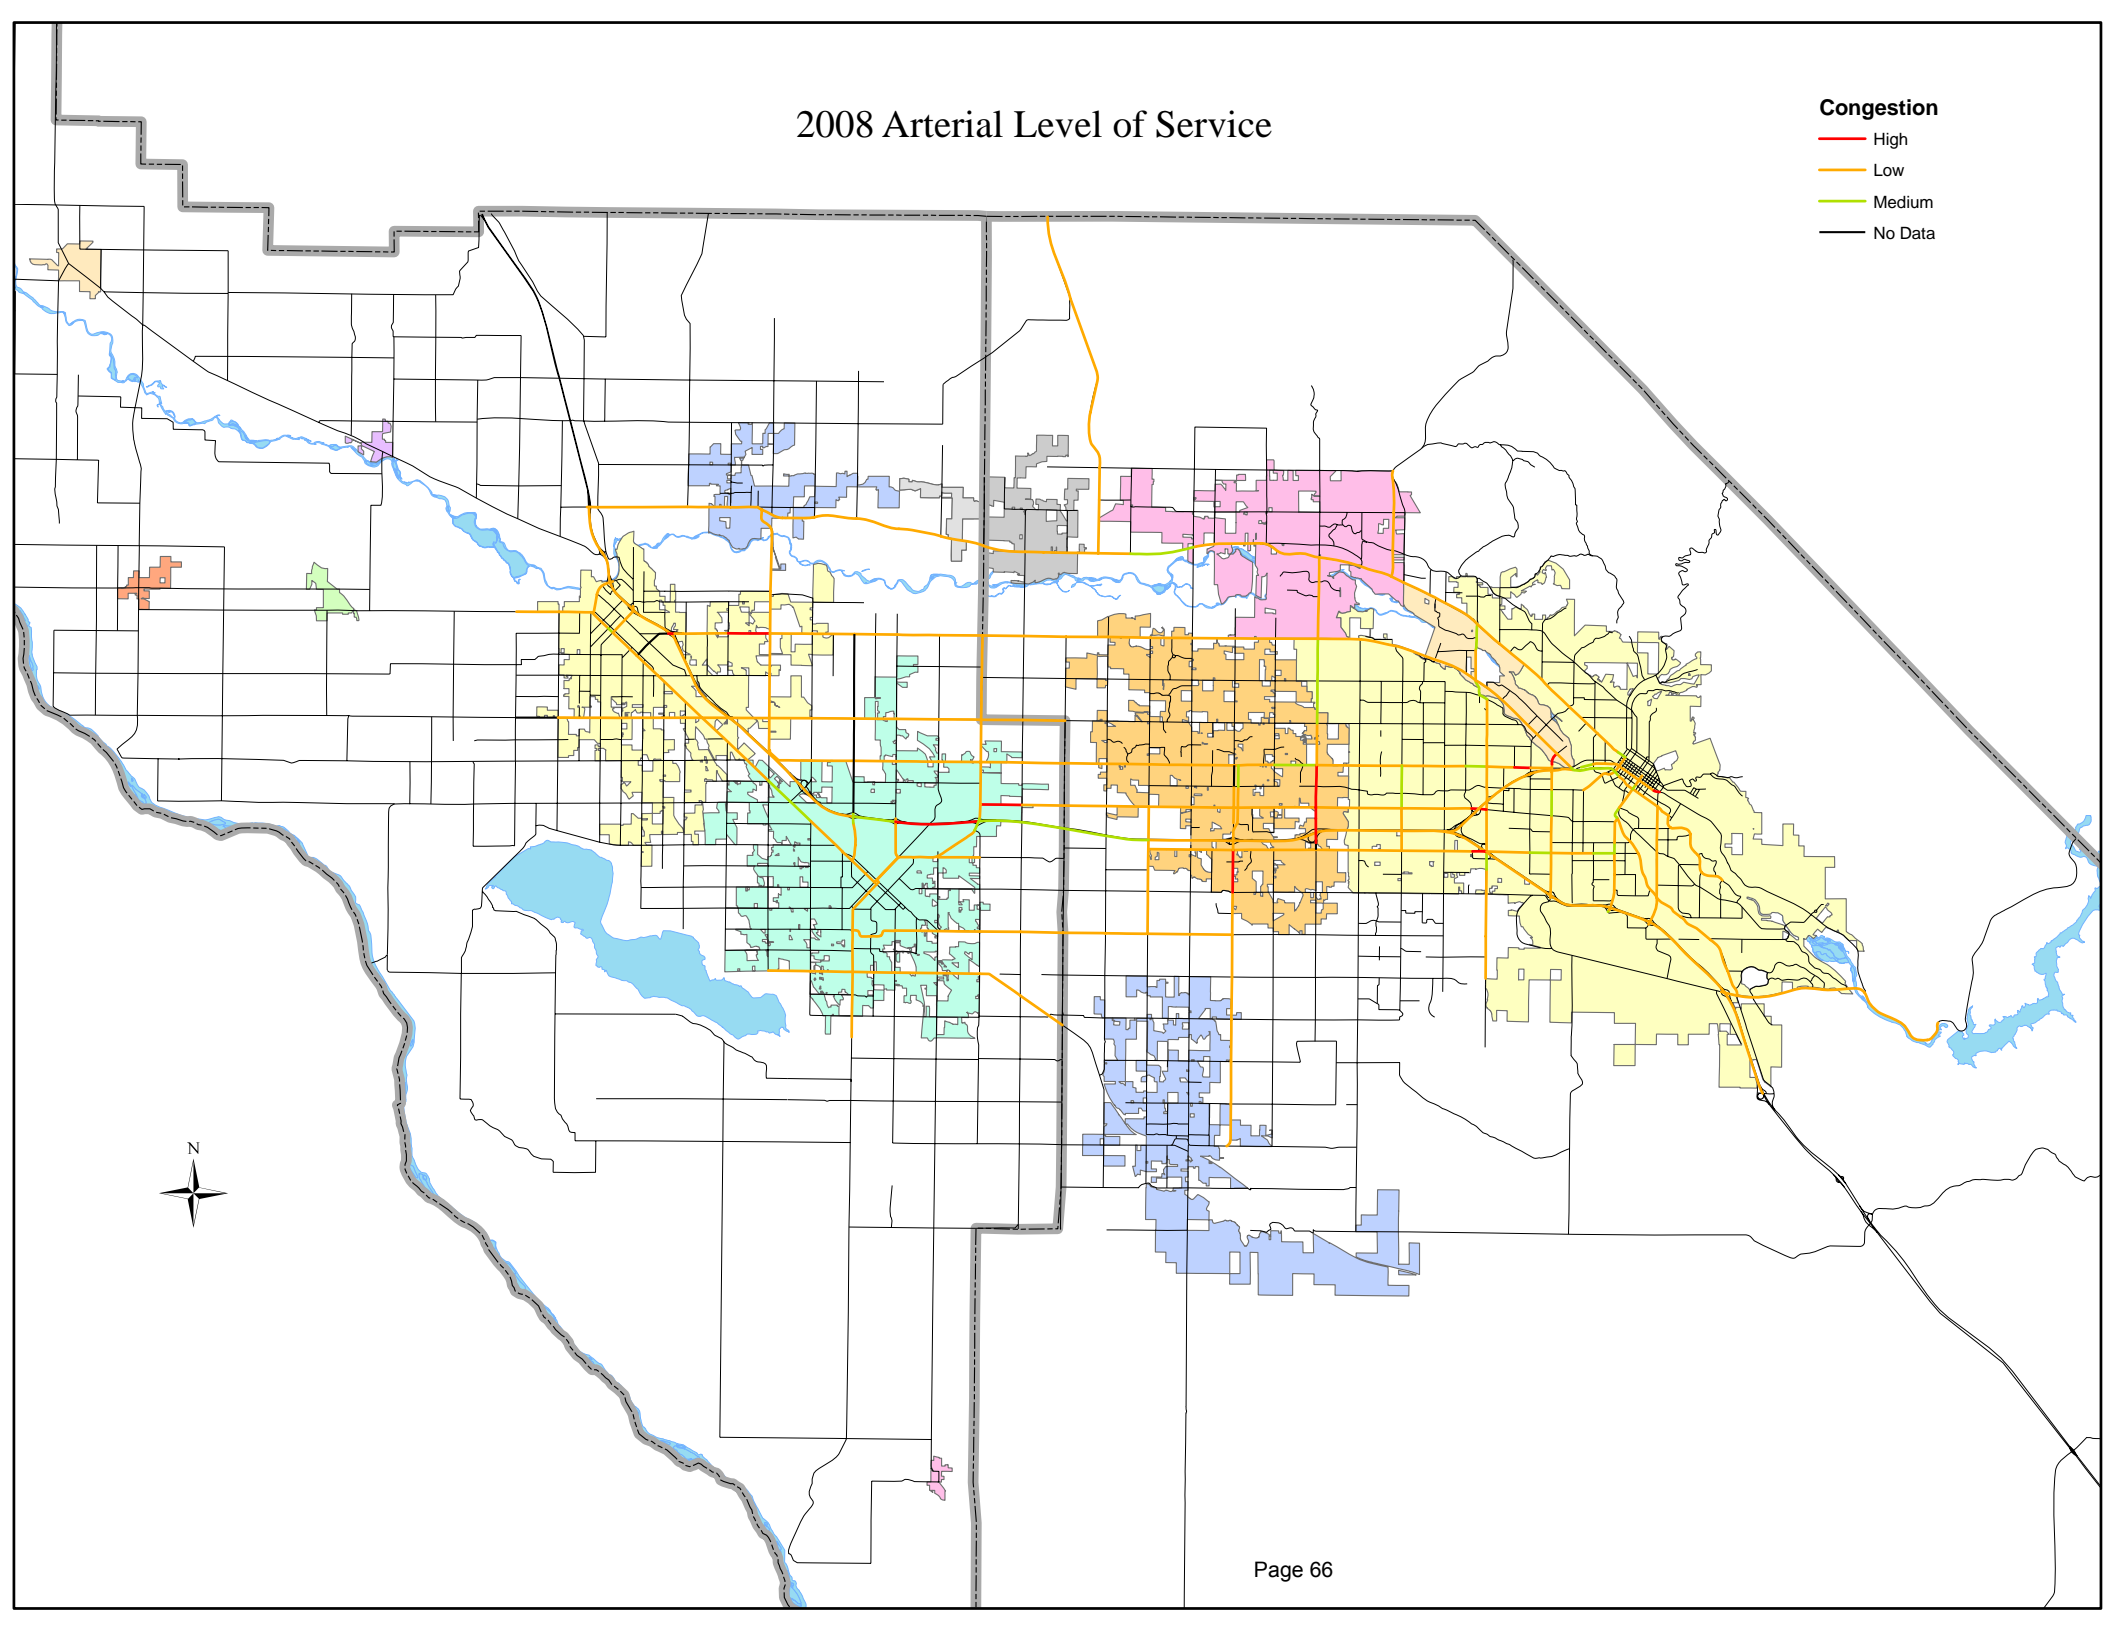 2008 Arterial Level of Service
Congestion
High
Low
Medium
No Data
N
Page 66